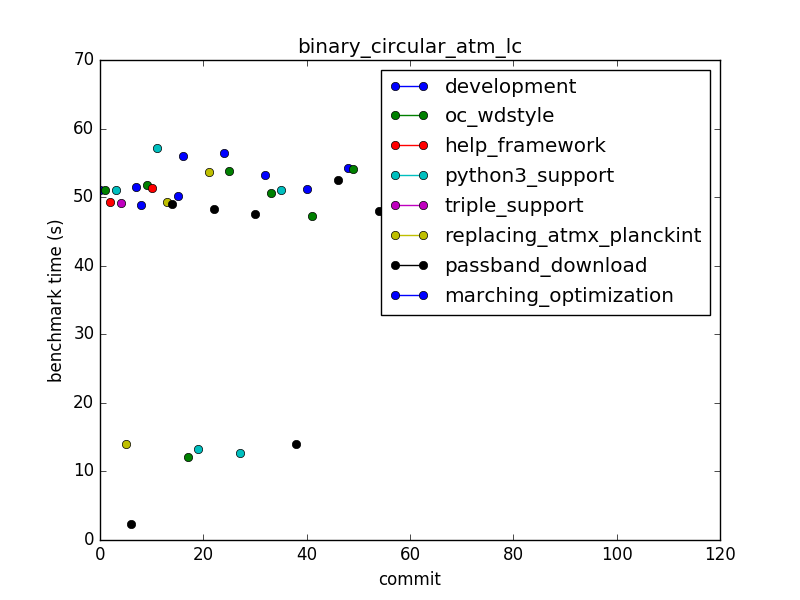 binary_circular_atm_lc
70
60
50
40
30
20
10
0
benchmark time (s)
development
oc_wdstyle
help_framework
python3_support
triple_support
replacing_atmx_planckint
passband_download
marching_optimization
0 20 40 60 80 100 120
commit